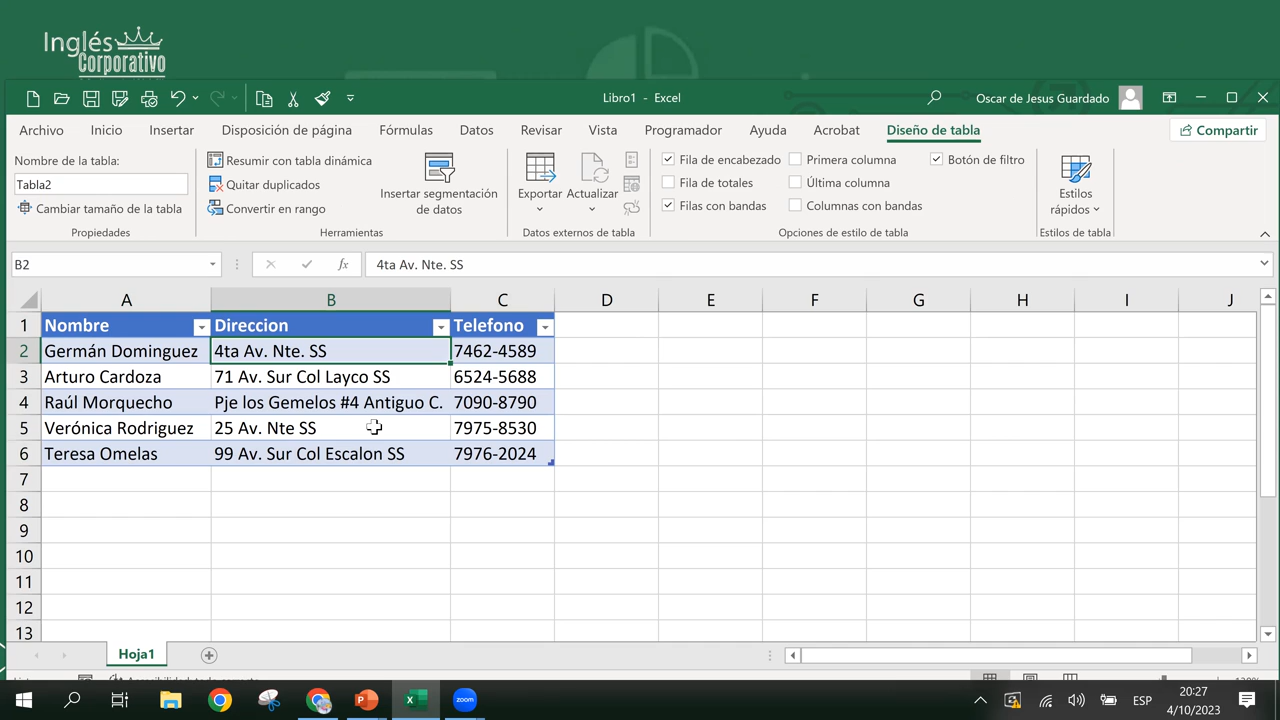 Inglés
Corporativo
Libro1 - Excel
Oscar de Jesus Guardado
Archivo Inicio Insertar Disposición de página Fórmulas Datos Revisar Vista Programador Ayuda Acrobat Diseño de tabla Compartir
Nombre de la tabla:
Tabla2
Cambiar tamaño de la tabla
Propiedades
Resumir con tabla dinámica
Quitar duplicados
Convertir en rango
Insertar segmentación
de datos
Herramientas
Exportar Actualizar
Datos externos de tabla
Fila de encabezado Primera columna Botón de filtro
Fila de totales Última columna
Filas con bandas Columnas con bandas
Opciones de estilo de tabla
Estilos
rápidos
Estilos de tabla
B2 fx 4ta Av. Nte. SS
A B C D E F G H I J
1 Nombre Direccion Telefono
2 Germán Dominguez 4ta Av. Nte. SS 7462-4589
3 Arturo Cardoza 71 Av. Sur Col Layco SS 6524-5688
4 Raúl Morquecho Pje los Gemelos #4 Antiguo C. 7090-8790
5 Verónica Rodriguez 25 Av. Nte SS 7975-8530
6 Teresa Omelas 99 Av. Sur Col Escalon SS 7976-2024
7
8
9
10
11
12
13
Hoja1
zoom
ESP
20:27
4/10/2023